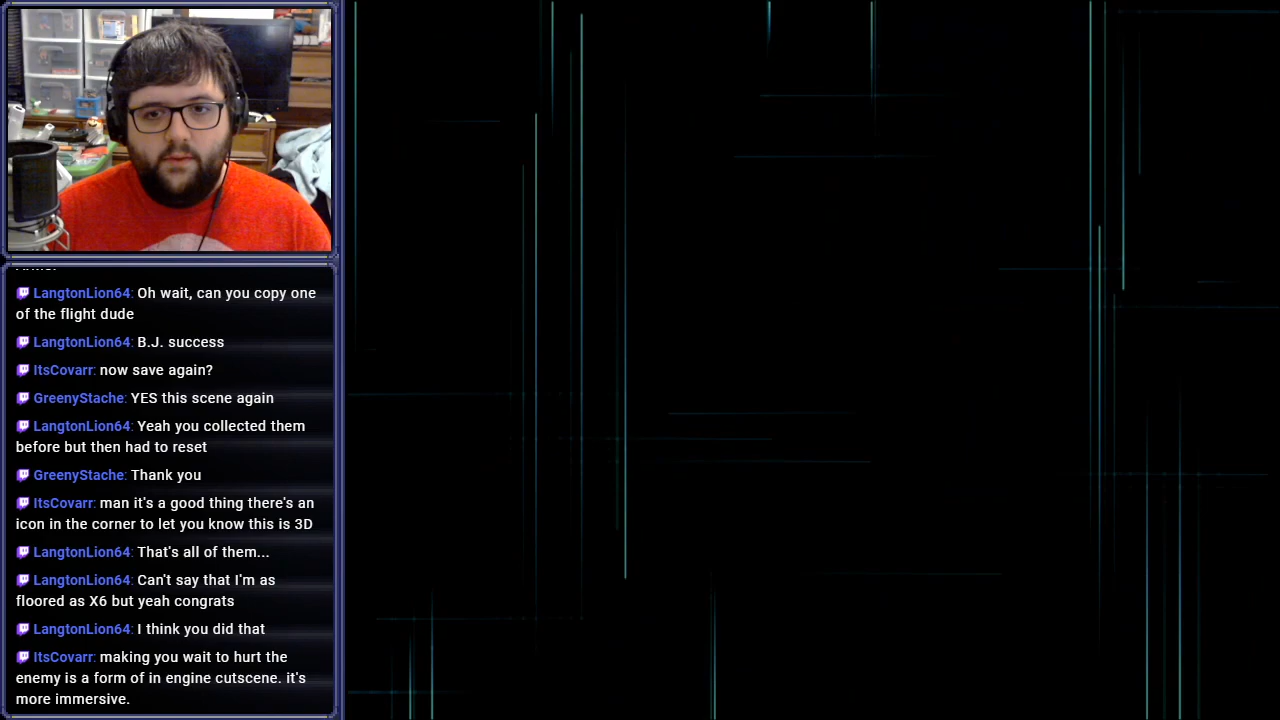 LangtonLion64: Oh wait, can you copy one
of the flight dude
LangtonLion64: B.J. success
ItsCovarr: now save again?
GreenyStache: YES this scene again
LangtonLion64: Yeah you collected them
before but then had to reset
GreenyStache: Thank you
ItsCovarr: man it's a good thing there's an
icon in the corner to let you know this is 3D
LangtonLion64: That's all of them...
LangtonLion64: Can't say that I'm as
floored as X6 but yeah congrats
LangtonLion64: I think you did that
ItsCovarr: making you wait to hurt the
enemy is a form of in engine cutscene. it's
more immersive.